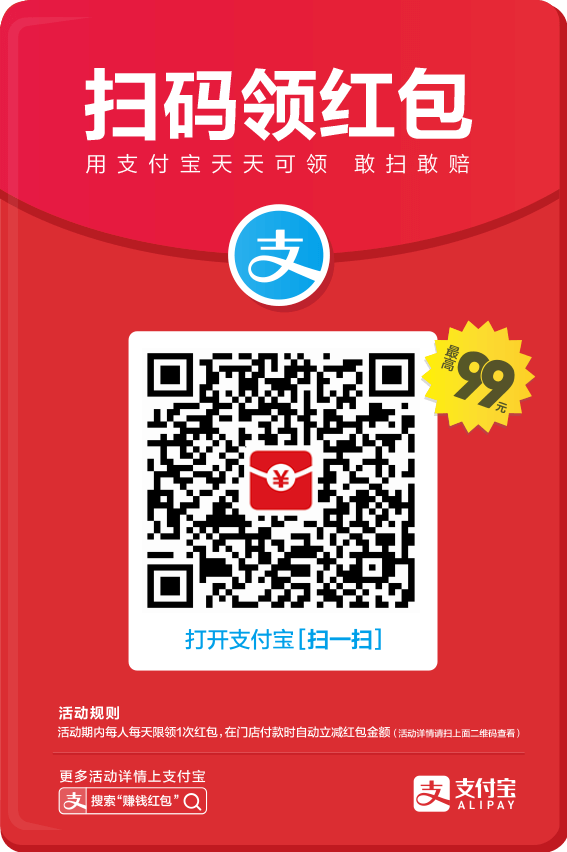 扫码领红包
用支付宝天天可领 敢扫敢赔
支
最高99元
¥
打开支付宝[扫一扫]
活动规则
活动期内每人每天限领1次红包，在门店付款时自动立减红包金额（活动详情请扫上面二维码查看）
更多活动详情上支付宝
支 搜索“赚钱红包”
支 支付宝
ALIPAY